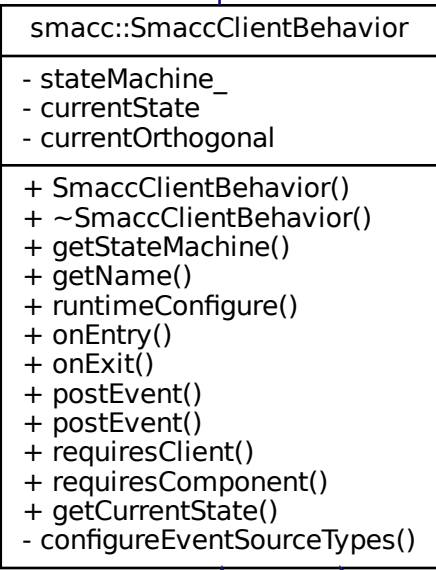 smacc::SmaccClientBehavior
- stateMachine_
- currentState
- currentOrthogonal
+ SmaccClientBehavior()
+ ~SmaccClientBehavior()
+ getStateMachine()
+ getName()
+ runtimeConfigure()
+ onEntry()
+ onExit()
+ postEvent()
+ postEvent()
+ requiresClient()
+ requiresComponent()
+ getCurrentState()
- configureEventSourceTypes()